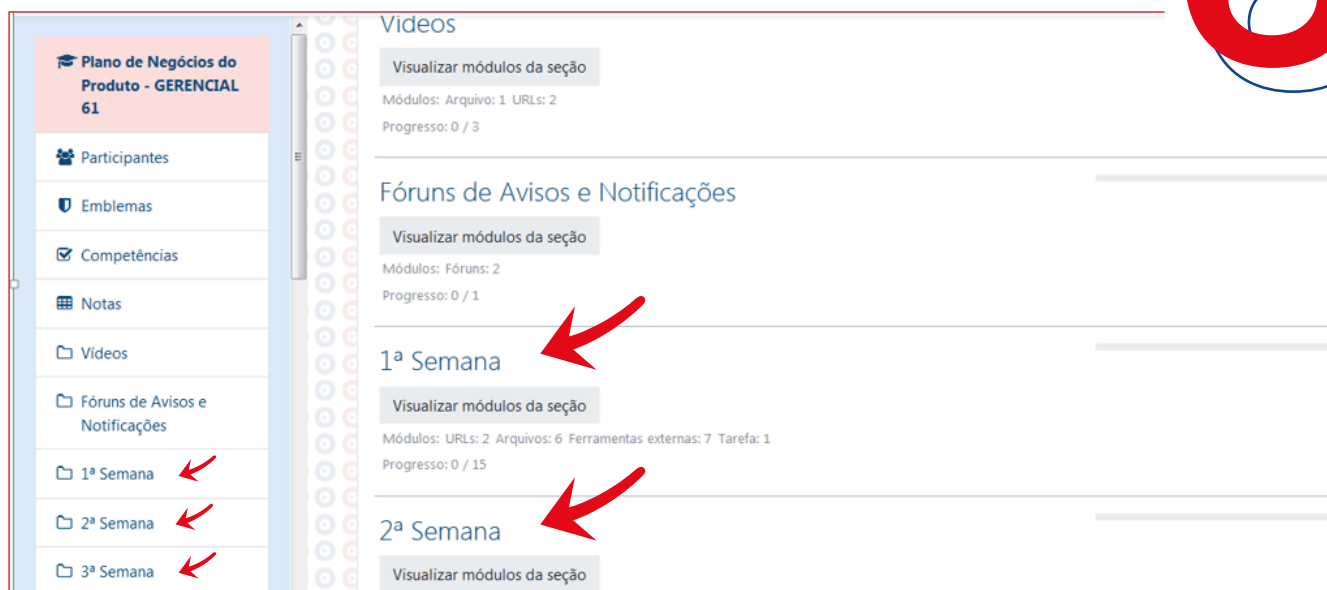 Plano de Negócios do
Produto - GERENCIAL
61
Participantes
Emblemas
Competências
Notas
Vídeos
Fóruns de Avisos e
Notificações
1ª Semana
2ª Semana
3ª Semana
Vídeos
Visualizar módulos da seção
Módulos: Arquivo: 1 URLs: 2
Progresso: 0 / 3
Fóruns de Avisos e Notificações
Visualizar módulos da seção
Módulos: Fóruns: 2
Progresso: 0 / 1
1ª Semana
Visualizar módulos da seção
Módulos: URLs: 2 Arquivos: 6 Ferramentas externas: 7 Tarefa: 1
Progresso: 0 / 15
2ª Semana
Visualizar módulos da seção